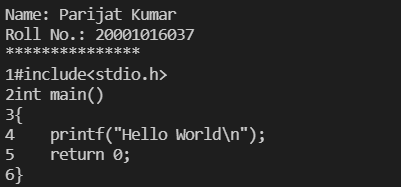 Name: Parijat Kumar
Roll No.: 20001016037
***************
1#include<stdio.h>
2int main()
3{
4    printf("Hello World\n");
5    return 0;
6}